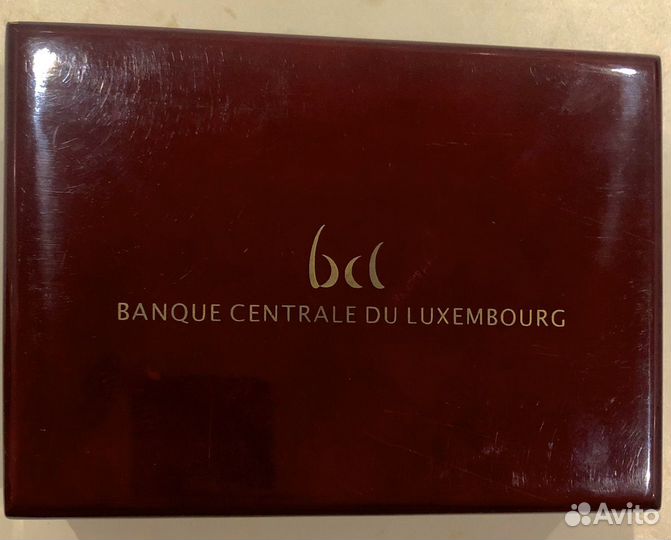 bcl
BANQUE CENTRALE DU LUXEMBOURG
Avito